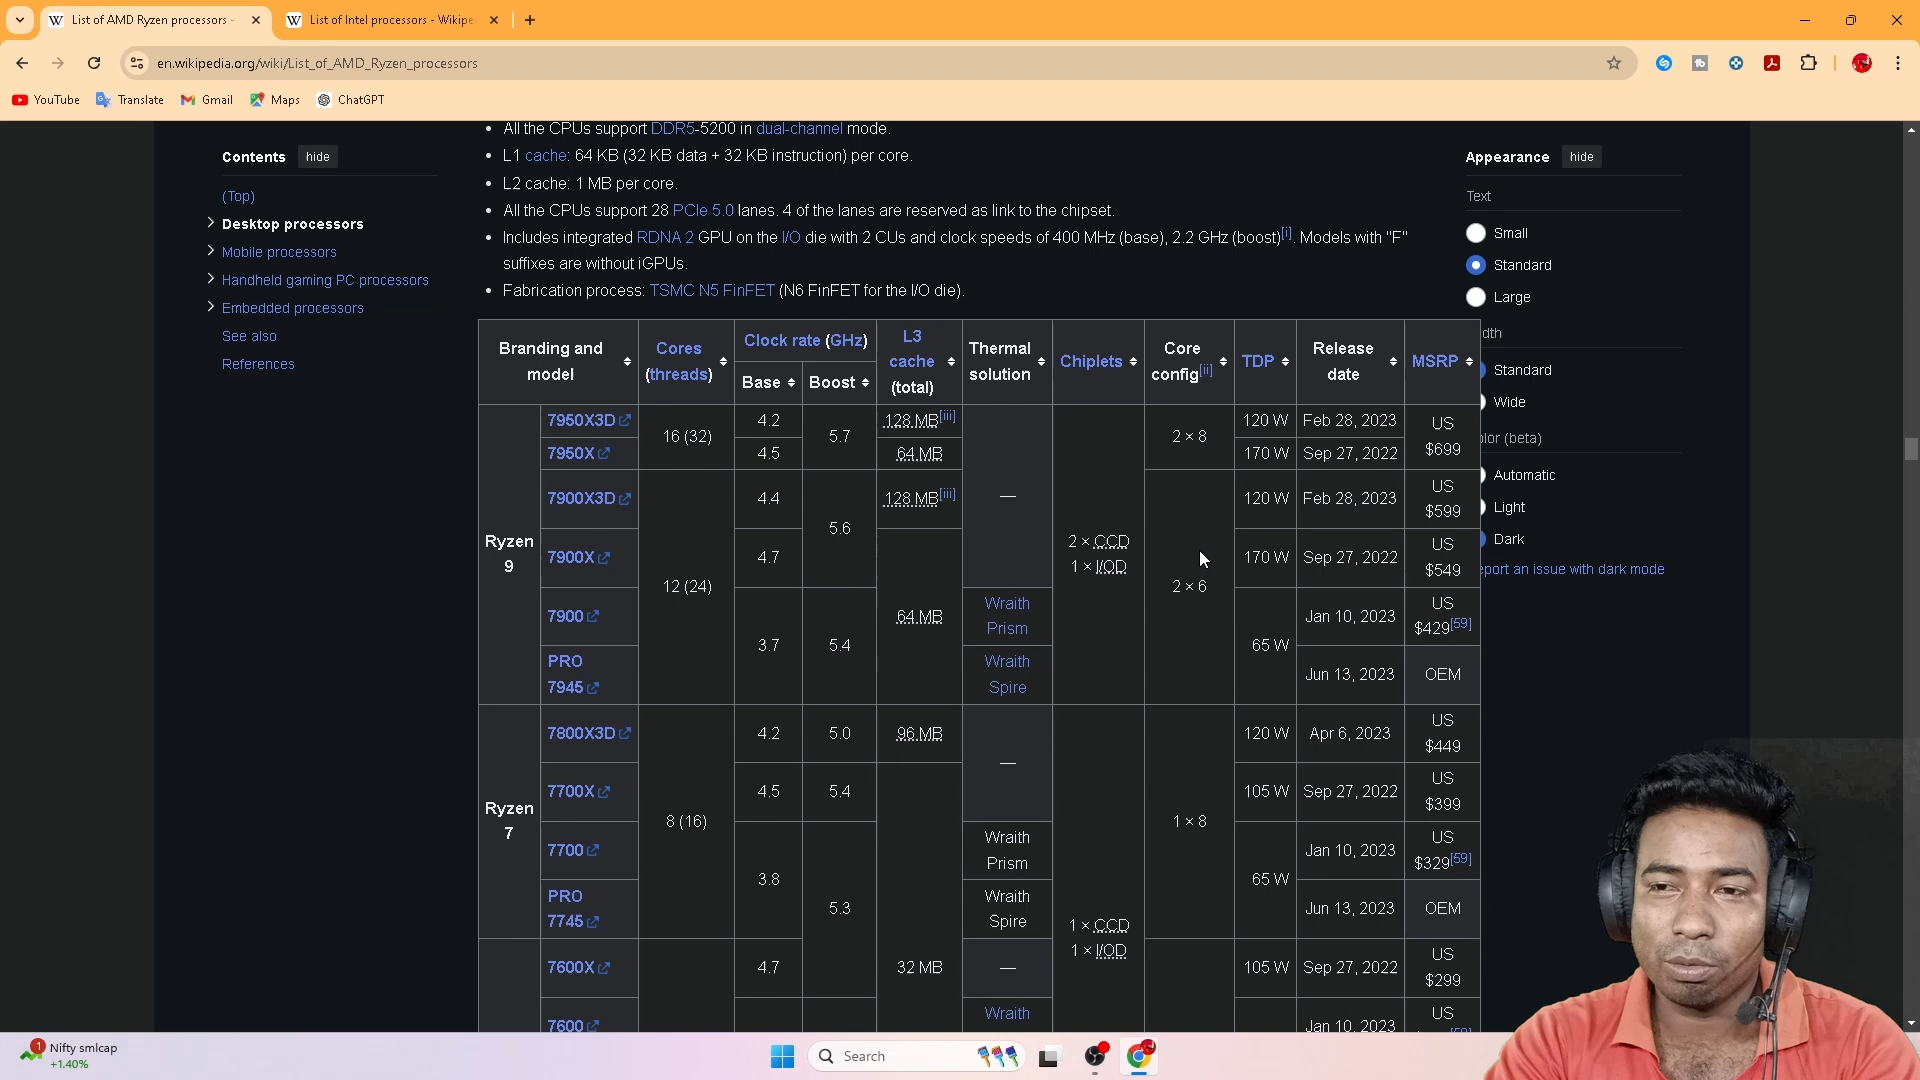 List of AMD Ryzen processors -
List of Intel processors - Wikipe
en.wikipedia.org/wiki/List_of_AMD_Ryzen_processors
YouTube
Translate
Gmail
Maps
ChatGPT
Contents
hide
(Top)
Desktop processors
Mobile processors
Handheld gaming PC processors
Embedded processors
See also
References
All the CPUs support DDR5-5200 in dual-channel mode.
L1 cache: 64 KB (32 KB data + 32 KB instruction) per core.
L2 cache: 1 MB per core.
All the CPUs support 28 PCIe 5.0 lanes. 4 of the lanes are reserved as link to the chipset.
Includes integrated RDNA 2 GPU on the I/O die with 2 CUs and clock speeds of 400 MHz (base), 2.2 GHz (boost)[i]. Models with "F"
suffixes are without iGPUs.
Fabrication process: TSMC N5 FinFET (N6 FinFET for the I/O die).
Branding and
model
Cores
(threads)
Clock rate (GHz)
Base
Boost
L3
cache
(total)
Thermal
solution
Chiplets
Core
config[ii]
TDP
Release
date
MSRP
Ryzen
9
7950X3D
16 (32)
4.2
5.7
128 MB[iii]
—
2 × CCD
1 × I/OD
2 × 8
120 W
Feb 28, 2023
US
$699
7950X
4.5
64 MB
170 W
Sep 27, 2022
7900X3D
12 (24)
4.4
5.6
128 MB[iii]
2 × 6
120 W
Feb 28, 2023
US
$599
7900X
4.7
64 MB
170 W
Sep 27, 2022
US
$549
7900
3.7
5.4
Wraith
Prism
65 W
Jan 10, 2023
US
$429[59]
PRO
7945
Wraith
Spire
Jun 13, 2023
OEM
Ryzen
7
7800X3D
8 (16)
4.2
5.0
96 MB
—
1 × CCD
1 × I/OD
1 × 8
120 W
Apr 6, 2023
US
$449
7700X
4.5
5.4
32 MB
105 W
Sep 27, 2022
US
$399
7700
3.8
5.3
Wraith
Prism
65 W
Jan 10, 2023
US
$329[59]
PRO
7745
Wraith
Spire
Jun 13, 2023
OEM
7600X
4.7
—
105 W
Sep 27, 2022
US
$299
7600
Wraith
Jan 10, 2023
US
Appearance
hide
Text
Small
Standard
Large
dth
Standard
Wide
lor (beta)
Automatic
Light
Dark
eport an issue with dark mode
1
Nifty smlcap
+1.40%
Search